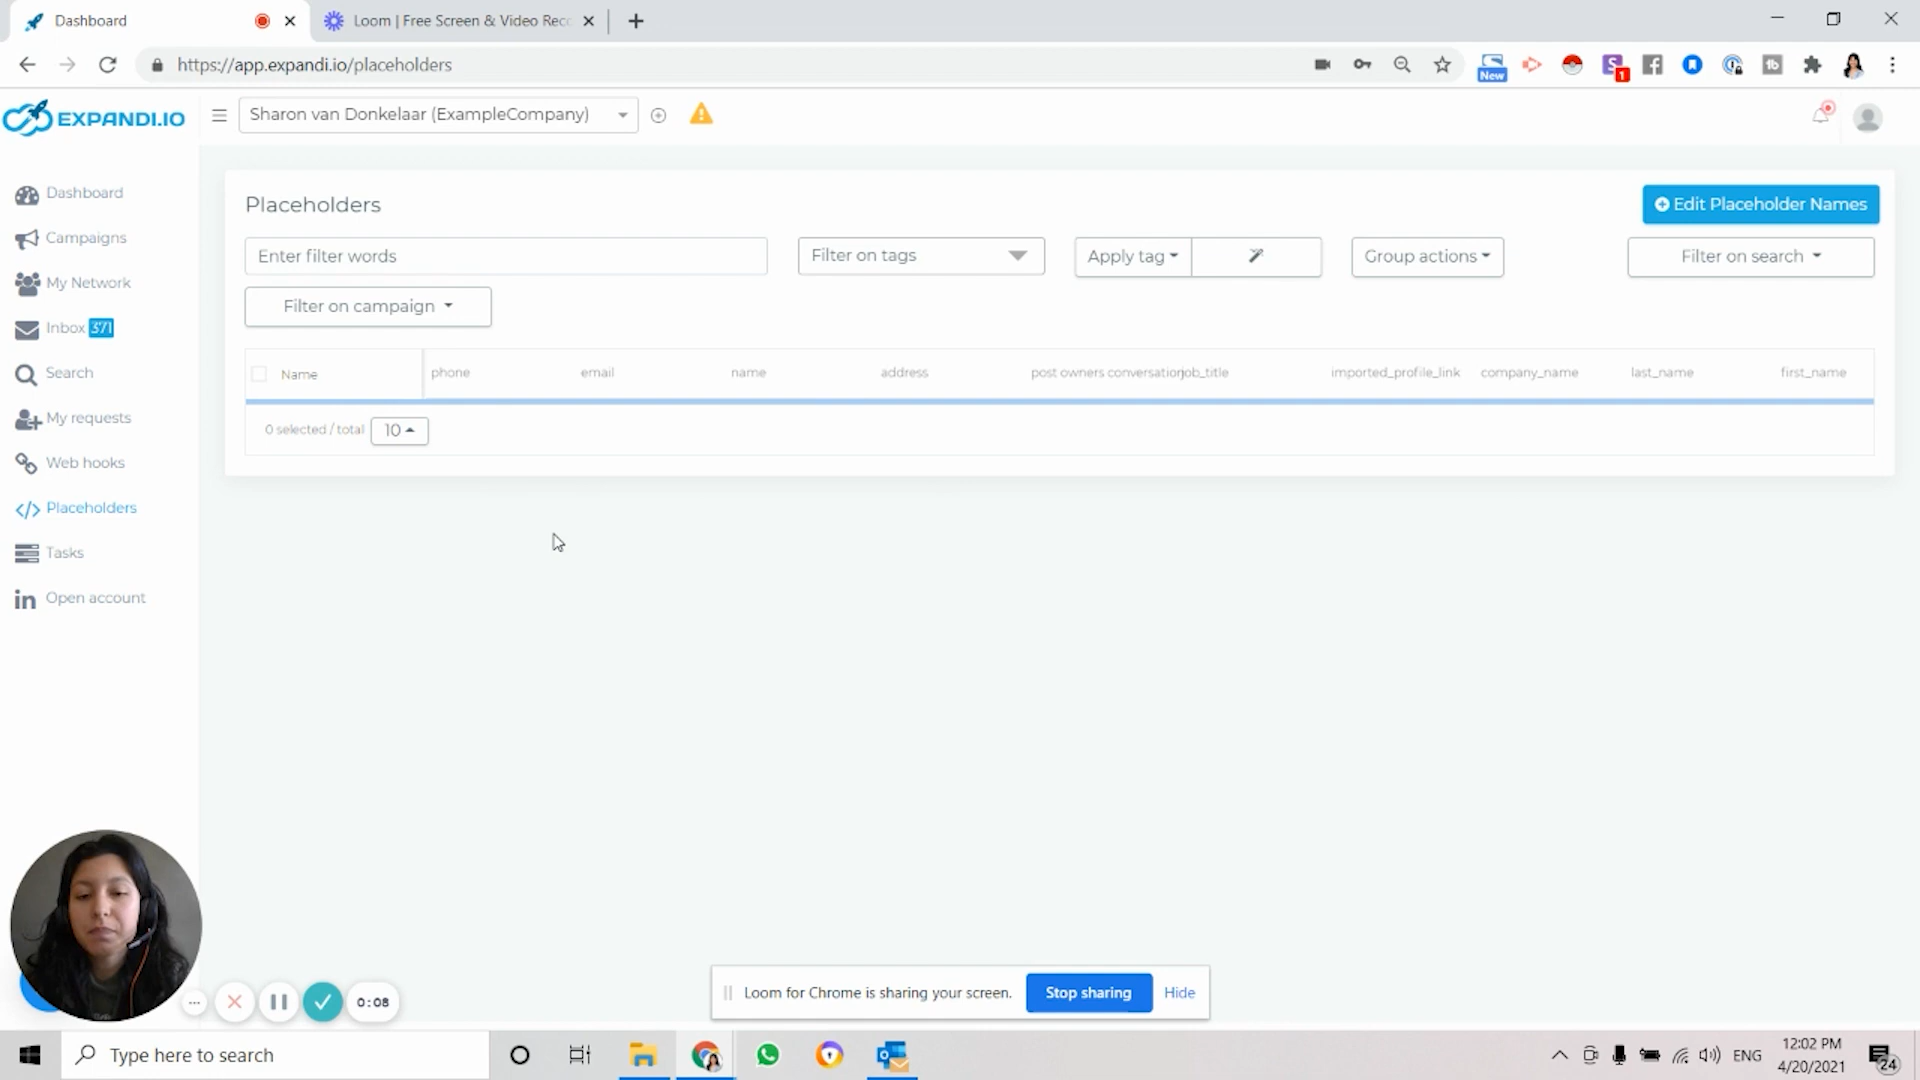 Dashboard
Loom | Free Screen & Video Reco
https://app.expandi.io/placeholders
New
1
EXPANDI.IO
Sharon van Donkelaar (ExampleCompany)
Dashboard
Campaigns
My Network
Inbox 371
Search
My requests
Web hooks
Placeholders
Tasks
Open account
Placeholders
Edit Placeholder Names
Enter filter words
Filter on tags
Apply tag
Group actions
Filter on search
Filter on campaign
Name phone email name address post owners conversation job_title imported_profile_link company_name last_name first_name
0 selected / total 10
0:08
Loom for Chrome is sharing your screen. Stop sharing Hide
Type here to search
ENG
12:02 PM
4/20/2021
24